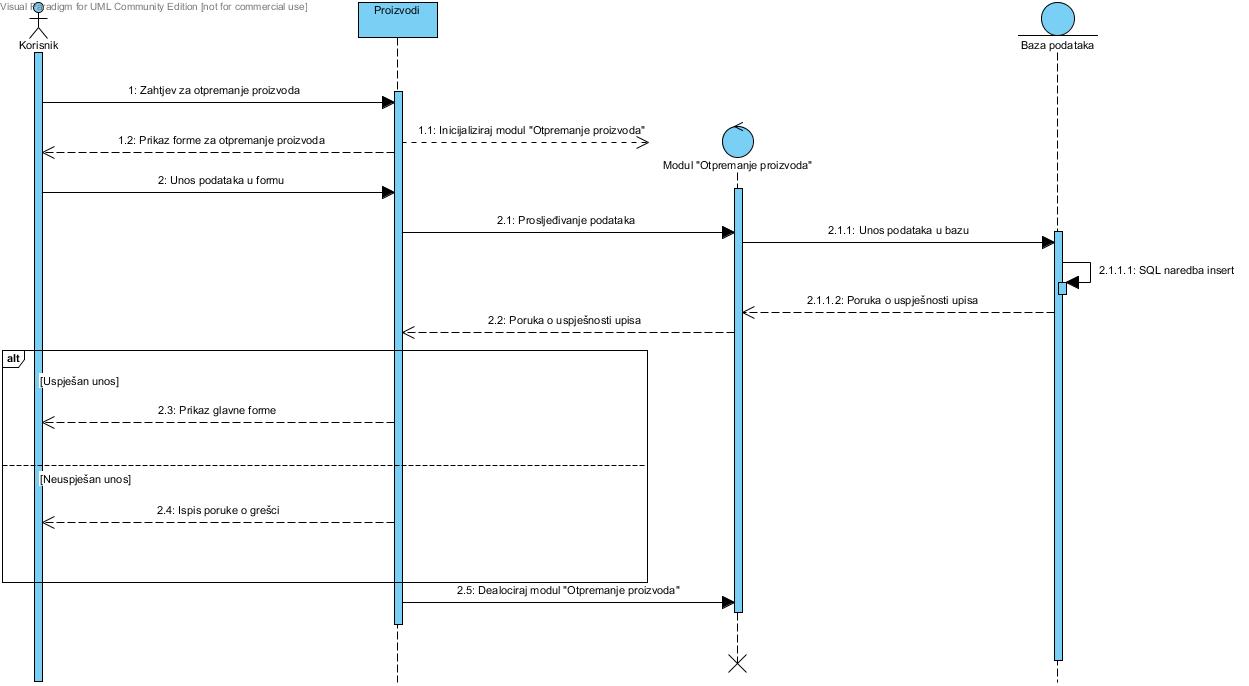 Visual Paradigm for UML Community Edition [not for commercial use]
Korisnik
Proizvodi
Baza podataka
1: Zahtjev za otpremanje proizvoda
1.1: Inicijaliziraj modul "Otpremanje proizvoda"
1.2: Prikaz forme za otpremanje proizvoda
Modul "Otpremanje proizvoda"
2: Unos podataka u formu
2.1: Prosljeđivanje podataka
2.1.1: Unos podataka u bazu
2.1.1.1: SQL naredba insert
2.1.1.2: Poruka o uspješnosti upisa
2.2: Poruka o uspješnosti upisa
alt
[Uspješan unos]
2.3: Prikaz glavne forme
[Neuspješan unos]
2.4: Ispis poruke o grešci
2.5: Dealociraj modul "Otpremanje proizvoda"